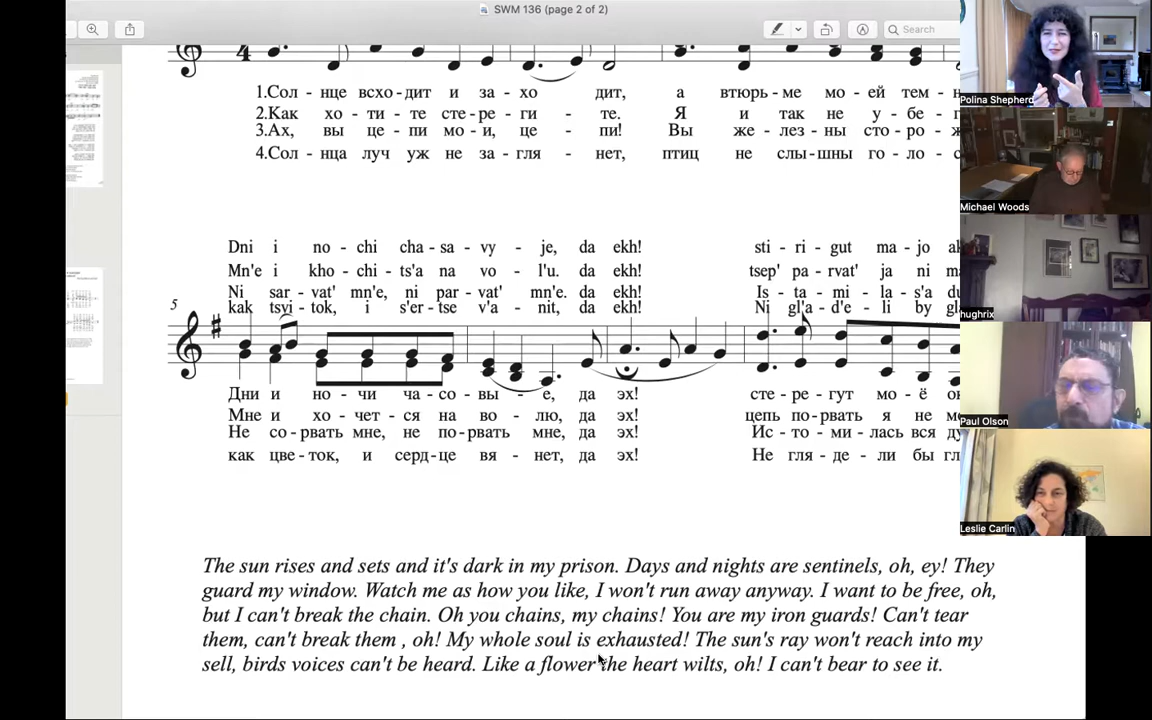 SWM 136 (page 2 of 2)
Search
4
1.Сол - нце всхо - дит и за - хо дит, а втюрь - ме мо - ей тем -
2.Как хо - ти - те сте - ре - ги - те. Я и так не у - бе -
3.Ах, вы це - пи мо - и, це - пи! Вы же - лез - ны сто - ро -
4.Сол - нца луч уж не за - гля - нет, птиц не слы - шны го - ло -
Dni i no - chi cha - sa - vy - je, da ekh! sti - ri - gut ma - jo
Mn'e i kho - chi - ts'a na vo - l'u. da ekh! tsep' pa - rvat' ja ni
Ni sar - vat' mn'e, ni par - vat' mn'e. da ekh! Is - ta - mi - la - s'a
kak tsvi - tok, i s'er - tse v'a - nit, da ekh! Ni gl'a - d'e - li by
5
Дни и но - чи ча - со - вы - е, да эх! сте - ре - гут мо - ё
Мне и хо - чет - ся на во - лю, да эх! цепь по - рвать я не
Не со - рвать мне, не по - рвать мне, да эх! Ис - то - ми - лась вся
как цве - ток, и серд - це вя - нет, да эх! Не гля - де - ли бы
The sun rises and sets and it's dark in my prison. Days and nights are sentinels, oh, ey! They
guard my window. Watch me as how you like, I won't run away anyway. I want to be free, oh,
but I can't break the chain. Oh you chains, my chains! You are my iron guards! Can't tear
them, can't break them , oh! My whole soul is exhausted! The sun's ray won't reach into my
sell, birds voices can't be heard. Like a flower the heart wilts, oh! I can't bear to see it.
Polina Shepherd
Michael Woods
hughrix
Paul Olson
Leslie Carlin